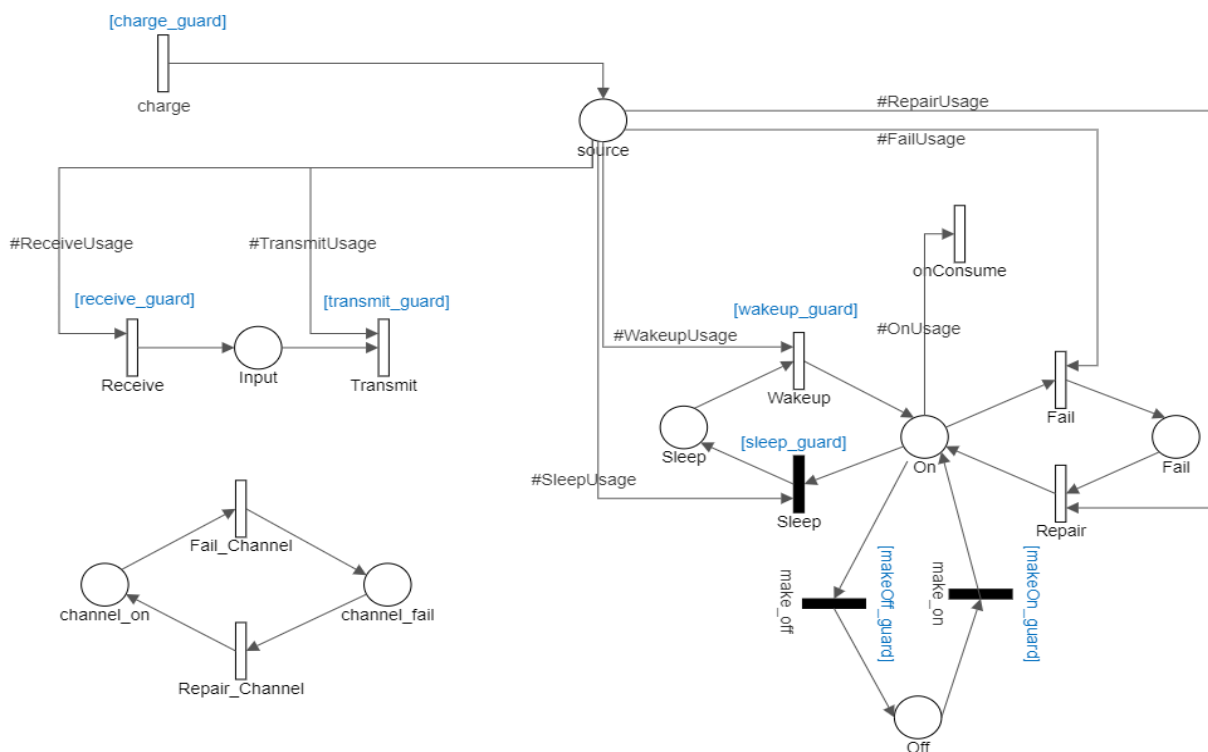 [charge_guard]
charge
#RepairUsage
source
#FailUsage
#ReceiveUsage
#TransmitUsage
onConsume
[receive_guard]
[transmit_guard]
[wakeup_guard]
#WakeupUsage
#OnUsage
Receive
Input
Transmit
Wakeup
Fail
[sleep_guard]
Sleep
On
Fail
#SleepUsage
Sleep
Repair
Fail_Channel
channel_on
channel_fail
Repair_Channel
make_off
[makeOff_guard]
make_on
[makeOn_guard]
Off